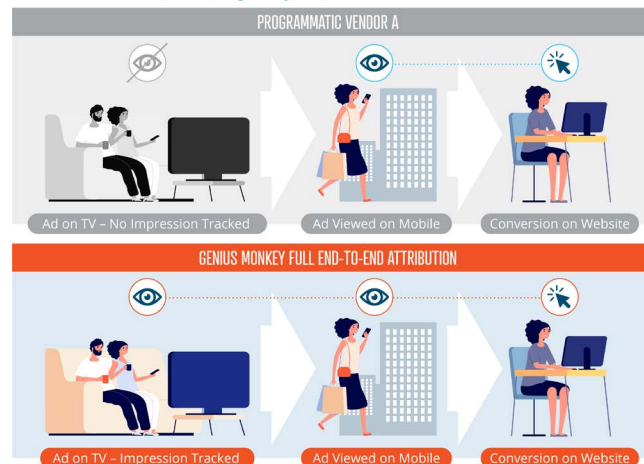 PROGRAMMATIC VENDOR A
Ad on TV – No Impression Tracked
Ad Viewed on Mobile
Conversion on Website
GENIUS MONKEY FULL END-TO-END ATTRIBUTION
Ad on TV – Impression Tracked
Ad Viewed on Mobile
Conversion on Website